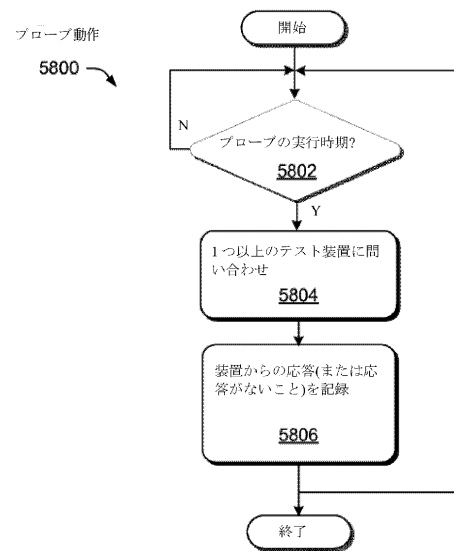 プローブ動作
5800
開始
N
プローブの実行時期?
5802
Y
1つ以上のテスト装置に問
い合わせ
5804
装置からの応答(または応
答がないこと)を記録
5806
終了